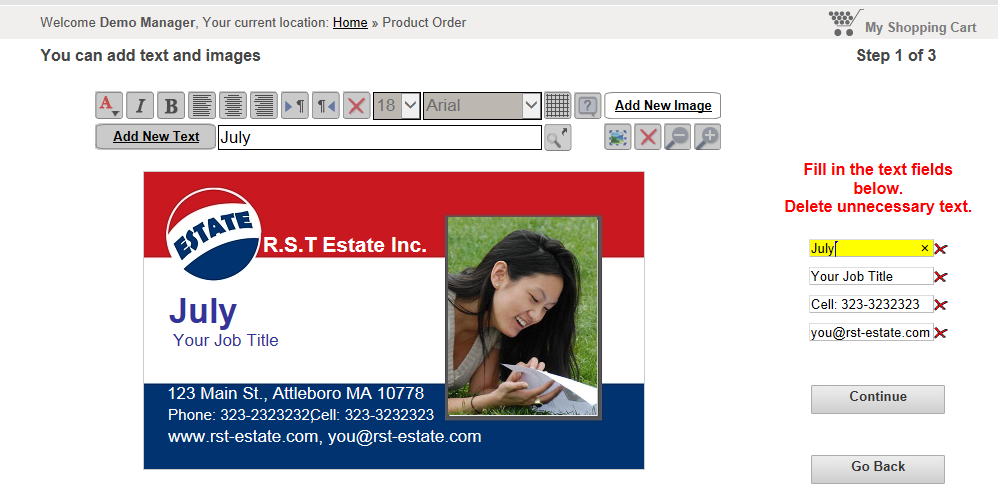 Welcome Demo Manager, Your current location: Home » Product Order
My Shopping Cart
You can add text and images
Step 1 of 3
A I B 18 Arial ? Add New Image
Add New Text July
Fill in the text fields
below.
Delete unnecessary text.
ESTATE
R.S.T Estate Inc.
July
Your Job Title
123 Main St., Attleboro MA 10778
Phone: 323-2323232,Cell: 323-3232323
www.rst-estate.com, you@rst-estate.com
July
Your Job Title
Cell: 323-3232323
you@rst-estate.com
Continue
Go Back